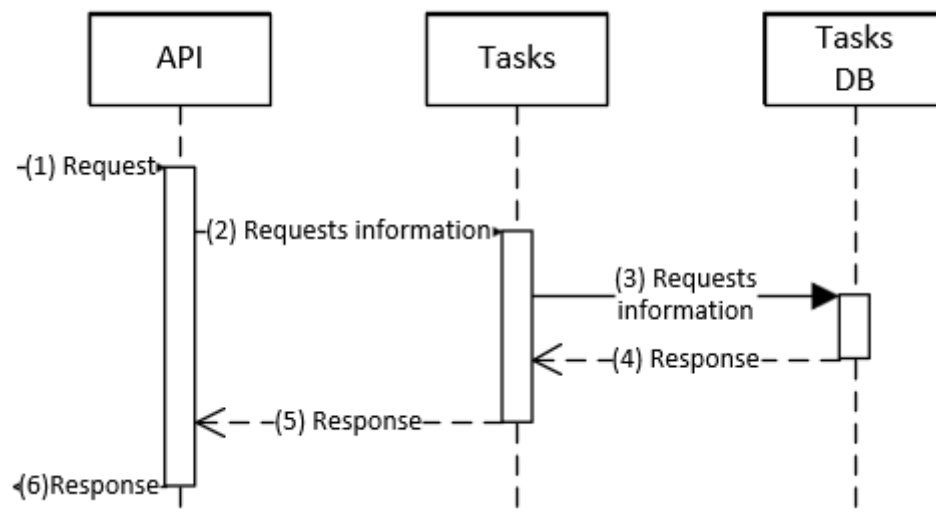 API
Tasks
Tasks
DB
(1) Request
(2) Requests information
(3) Requests
information
(4) Response
(5) Response
(6)Response